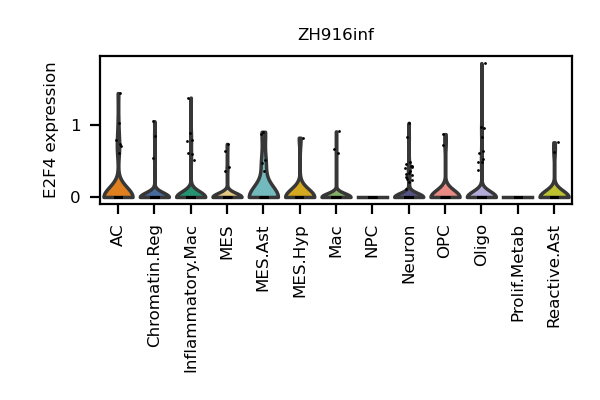 ZH916inf
E2F4 expression
1
0
AC
Chromatin.Reg
Inflammatory.Mac
MES
MES.Ast
MES.Hyp
Mac
NPC
Neuron
OPC
Oligo
Prolif.Metab
Reactive.Ast